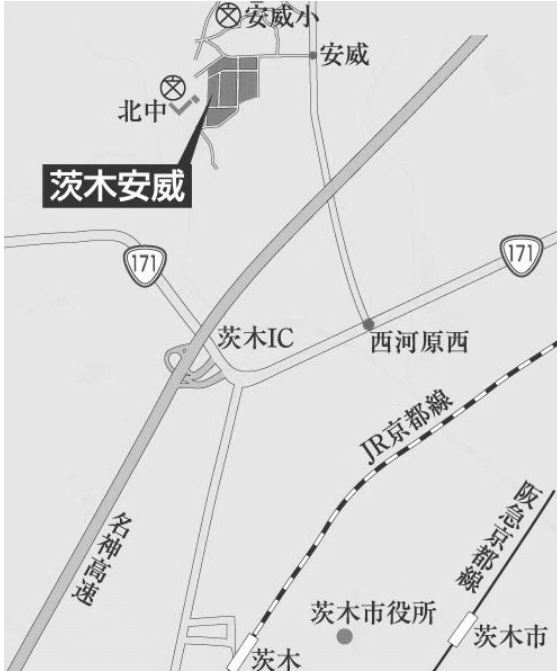 安威小
安威
北中
茨木安威
171
171
茨木IC
西河原西
JR京都線
阪急京都線
名神高速
茨木市役所
茨木市
茨木